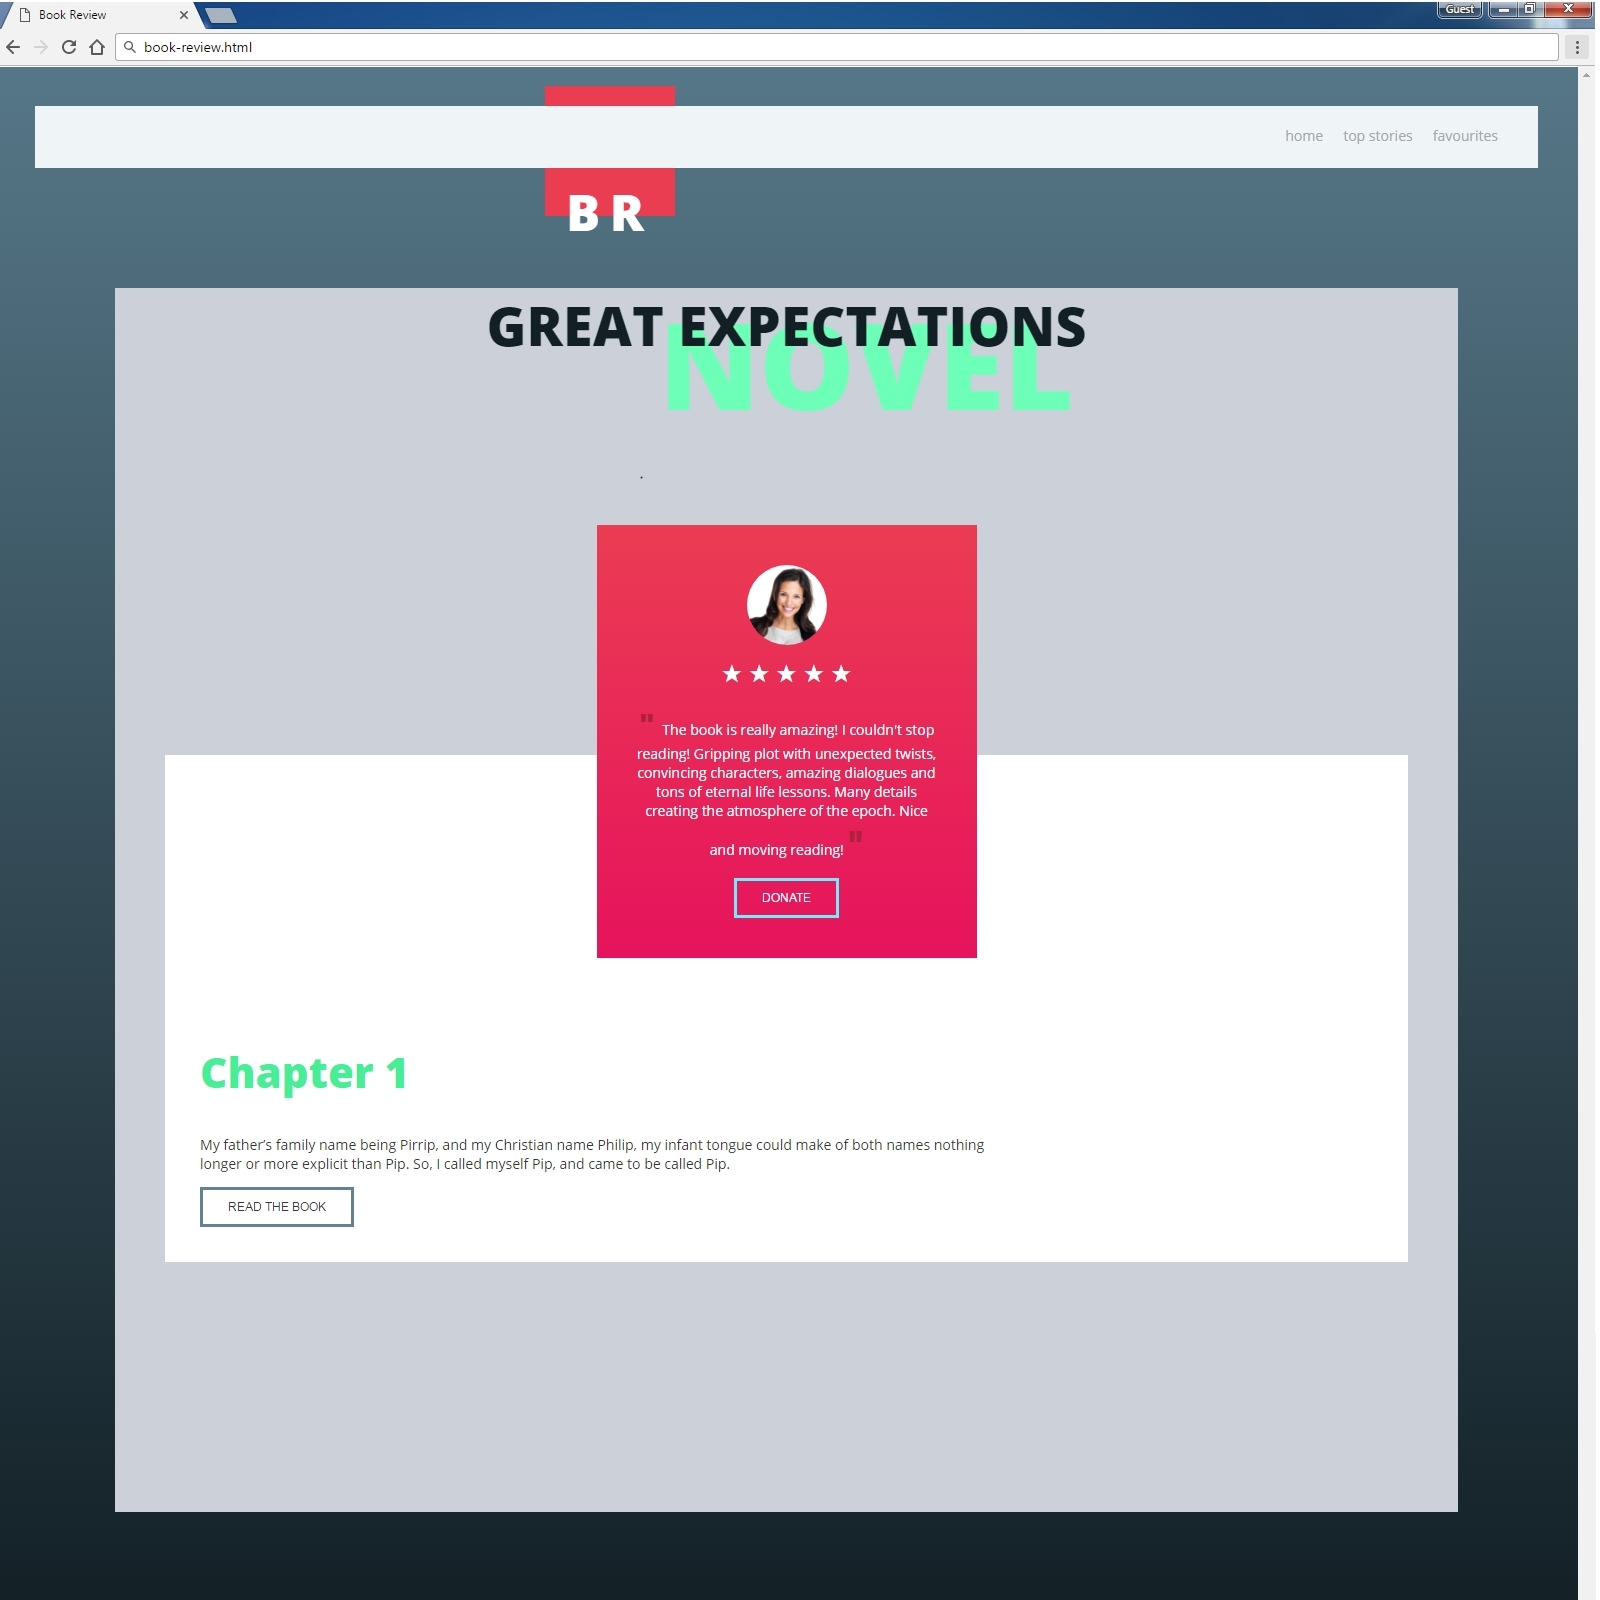 Book Review
Guest
book-review.html
home top stories favourites
B R
GREAT EXPECTATIONS
NOVEL
.
" The book is really amazing! I couldn't stop
reading! Gripping plot with unexpected twists,
convincing characters, amazing dialogues and
tons of eternal life lessons. Many details
creating the atmosphere of the epoch. Nice
and moving reading! "
DONATE
Chapter 1
My father’s family name being Pirrip, and my Christian name Philip, my infant tongue could make of both names nothing
longer or more explicit than Pip. So, I called myself Pip, and came to be called Pip.
READ THE BOOK